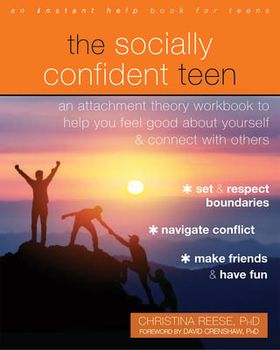 an instant help book for teens
the socially
confident teen
an attachment theory workbook to
help you feel good about yourself
& connect with others
* set & respect
boundaries
* navigate conflict
* make friends
& have fun
CHRISTINA REESE, PhD
FOREWORD BY DAVID CRENSHAW, PhD